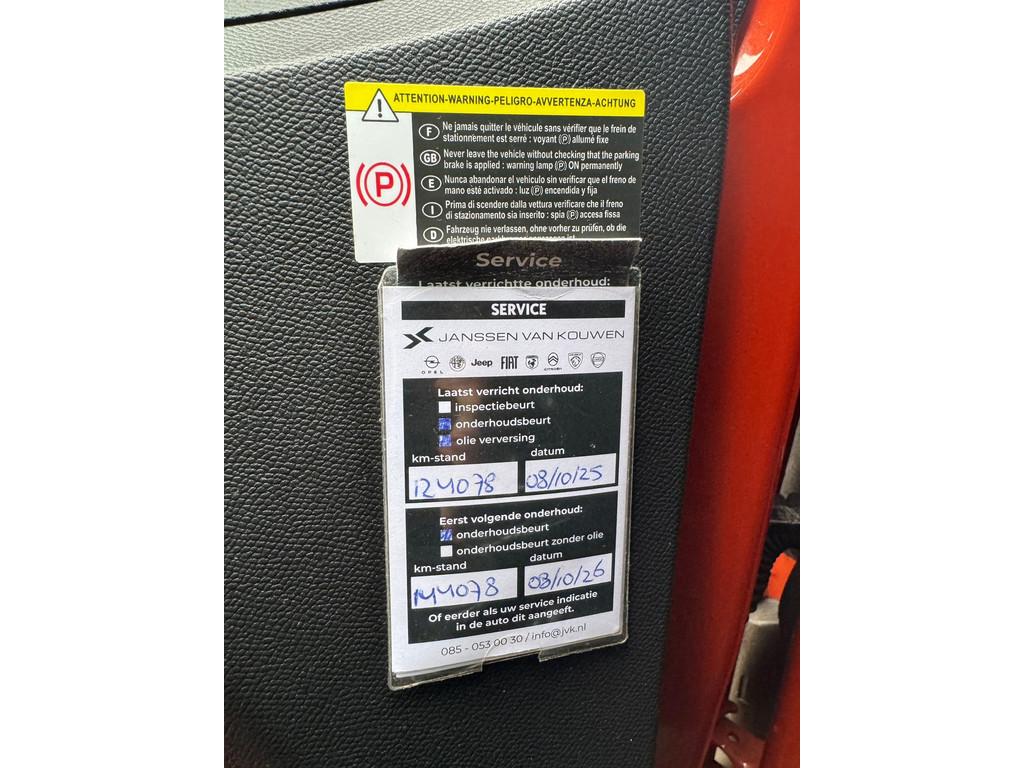 ATTENTION-WARNING-PELIGRO-AVVERTENZA-ACHTUNG
F Ne jamais quitter le véhicule sans vérifier que le frein de
stationnement est serré : voyant (P) allumé fixe
GB Never leave the vehicle without checking that the parking
brake is applied : warning lamp (P) ON permanently
E Nunca abandonar el vehiculo sin verificar que el freno de
mano esté activado : luz (P) encendida y fija
I Prima di scendere dalla vettura verificare che il freno
di stazionamento sia inserito : spia (P) accesa fissa
D Fahrzeug nie verlassen, ohne vorher zu prüfen, ob die
(P)
Service
Laatst verrichtte onderhoud:
SERVICE
JANSSEN VAN KOUWEN
OPEL Jeep FIAT CITROËN
Laatst verricht onderhoud:
inspectiebeurt
onderhoudsbeurt
olie verversing
km-stand datum
124078 08/10/25
Eerst volgende onderhoud:
onderhoudsbeurt
onderhoudsbeurt zonder olie
km-stand datum
144078 08/10/26
Of eerder als uw service indicatie
in de auto dit aangeeft.
085 - 053 00 30 / info@jvk.nl